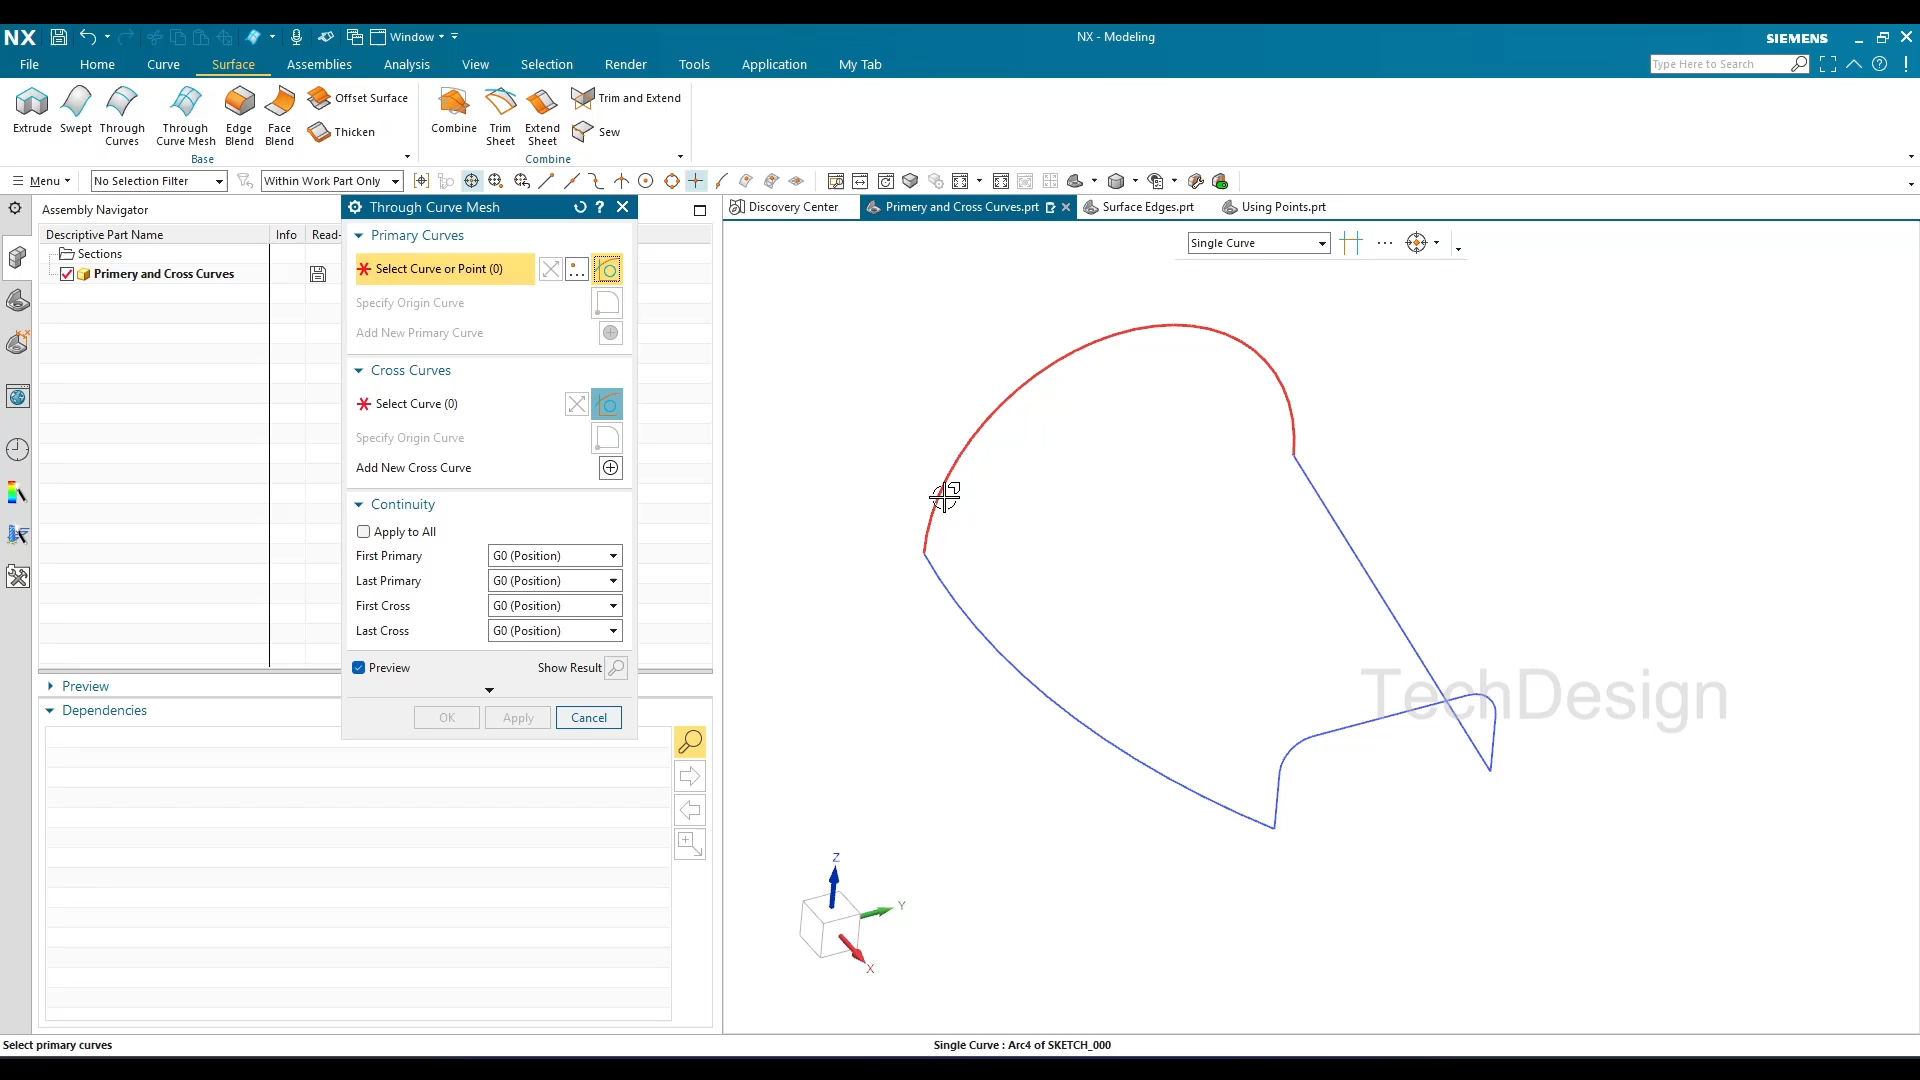 NX
Window
NX - Modeling
SIEMENS
File Home Curve Surface Assemblies Analysis View Selection Render Tools Application My Tab
Type Here to Search
Extrude
Swept
Through Curves
Through Curve Mesh
Edge Blend
Face Blend
Offset Surface
Thicken
Base
Combine
Trim Sheet
Extend Sheet
Trim and Extend
Sew
Combine
Menu
No Selection Filter
Within Work Part Only
Assembly Navigator
Descriptive Part Name Info Read-
Sections
Primery and Cross Curves
Preview
Dependencies
Through Curve Mesh
Primary Curves
Select Curve or Point (0)
Specify Origin Curve
Add New Primary Curve
Cross Curves
Select Curve (0)
Specify Origin Curve
Add New Cross Curve
Continuity
Apply to All
First Primary G0 (Position)
Last Primary G0 (Position)
First Cross G0 (Position)
Last Cross G0 (Position)
Preview Show Result
OK Apply Cancel
Discovery Center
Primery and Cross Curves.prt
Surface Edges.prt
Using Points.prt
Single Curve
TechDesign
Z
Y
X
Select primary curves
Single Curve : Arc4 of SKETCH_000